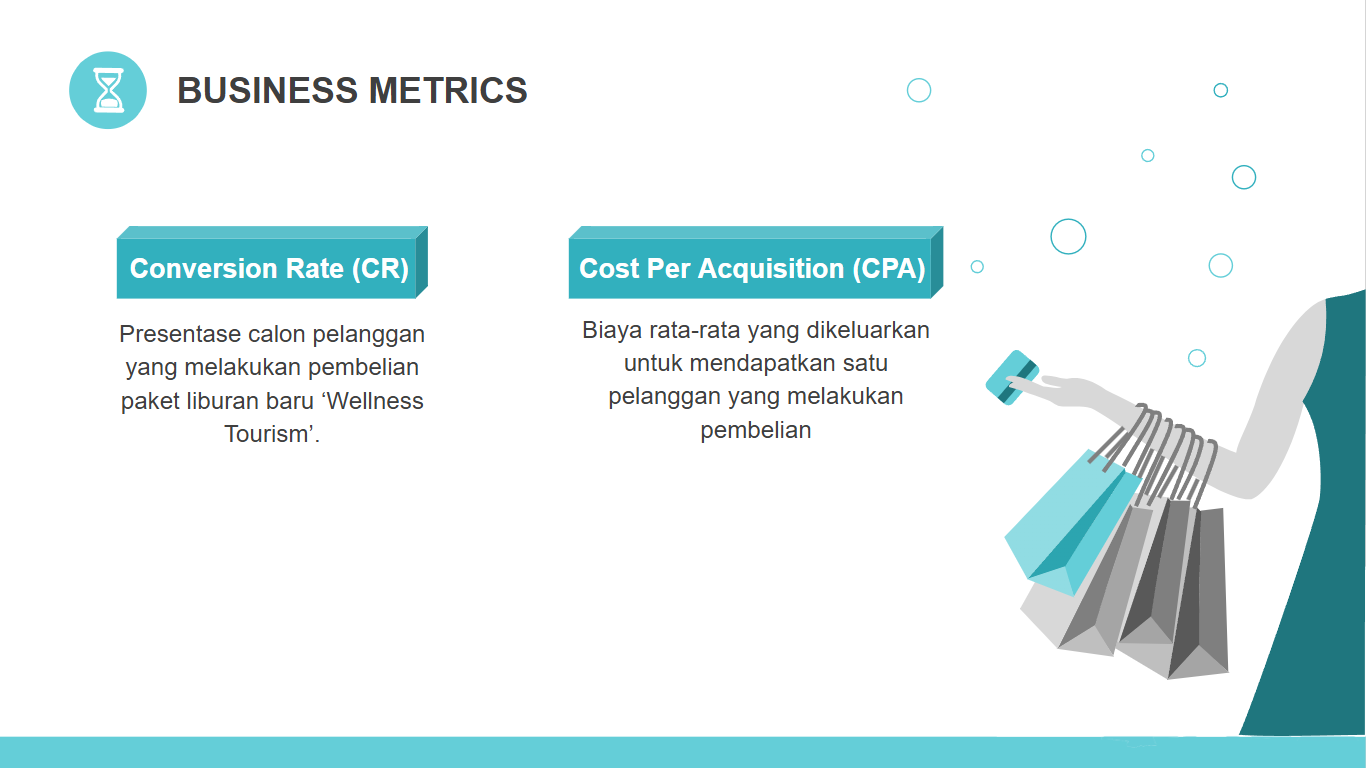 BUSINESS METRICS
Conversion Rate (CR)
Presentase calon pelanggan
yang melakukan pembelian
paket liburan baru ‘Wellness
Tourism’.
Cost Per Acquisition (CPA)
Biaya rata-rata yang dikeluarkan
untuk mendapatkan satu
pelanggan yang melakukan
pembelian